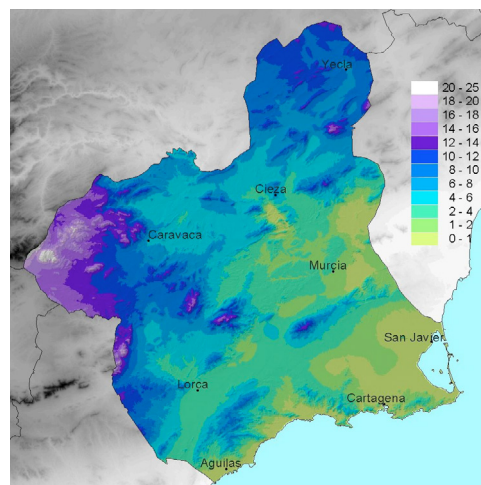 Yecla
20 - 25
18 - 20
16 - 18
14 - 16
12 - 14
10 - 12
8 - 10
6 - 8
4 - 6
2 - 4
1 - 2
0 - 1
Cieza
Caravaca
Murcia
San Javier
Lorca
Cartagena
Aguilas